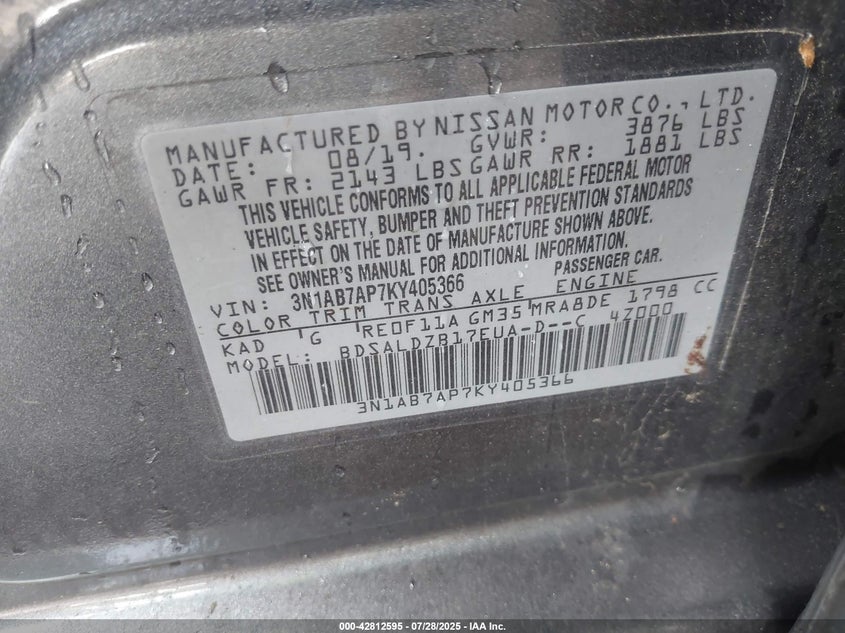 MANUFACTURED BY NISSAN MOTOR CO., LTD.
DATE: 08/19. GVWR: 3876 LBS
GAWR FR: 2143 LBS GAWR RR: 1881 LBS
THIS VEHICLE CONFORMS TO ALL APPLICABLE FEDERAL MOTOR
VEHICLE SAFETY, BUMPER AND THEFT PREVENTION STANDARDS
IN EFFECT ON THE DATE OF MANUFACTURE SHOWN ABOVE.
SEE OWNER'S MANUAL FOR ADDITIONAL INFORMATION.
VIN: 3N1AB7AP7KY405366 PASSENGER CAR.
COLOR TRIM TRANS AXLE ENGINE
KAD G RE0F11A GM35 MRA8DE 1798 CC
MODEL: BDSALDZB17EUA-D--C 4Z000
3N1AB7AP7KY405366
000-42812595 - 07/28/2025 - IAA Inc.